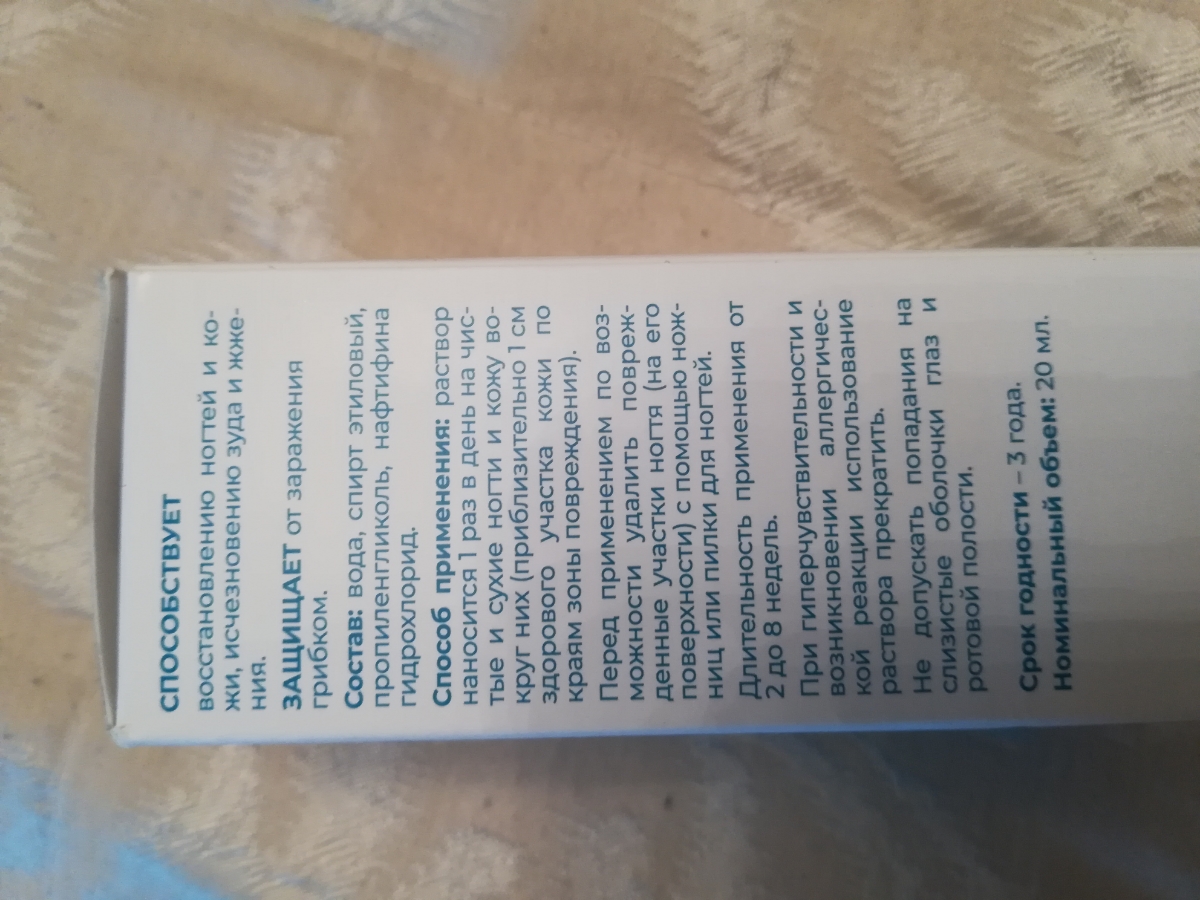 СПОСОБСТВУЕТ
восстановлению ногтей и ко-
жи, исчезновению зуда и жже-
ния.
ЗАЩИЩАЕТ от заражения
грибком.
Состав: вода, спирт этиловый,
пропиленгликоль, нафтифина
гидрохлорид.
Способ применения: раствор
наносится 1 раз в день на чис-
тые и сухие ногти и кожу во-
круг них (приблизительно 1 см
здорового участка кожи по
краям зоны повреждения).
Перед применением по воз-
можности удалить повреж-
денные участки ногтя (на его
поверхности) с помощью нож-
ниц или пилки для ногтей.
Длительность применения от
2 до 8 недель.
При гиперчувствительности и
возникновении аллергичес-
кой реакции использование
раствора прекратить.
Не допускать попадания на
слизистые оболочки глаз и
ротовой полости.
Срок годности – 3 года.
Номинальный объем: 20 мл.